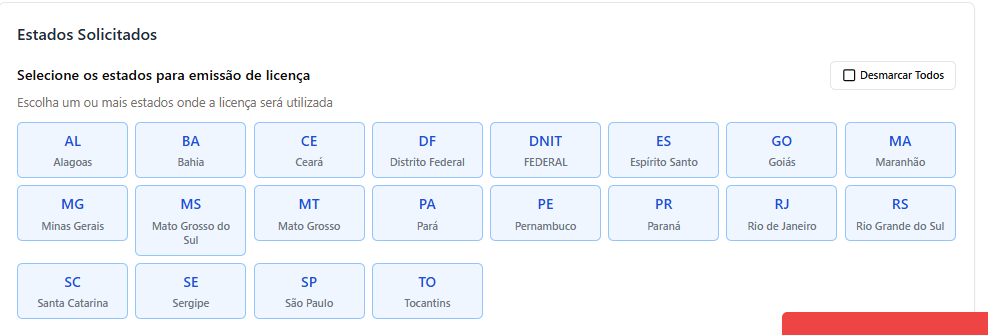 Estados Solicitados
Selecione os estados para emissão de licença
Desmarcar Todos
Escolha um ou mais estados onde a licença será utilizada
AL
Alagoas
BA
Bahia
CE
Ceará
DF
Distrito Federal
DNIT
FEDERAL
ES
Espírito Santo
GO
Goiás
MA
Maranhão
MG
Minas Gerais
MS
Mato Grosso do
Sul
MT
Mato Grosso
PA
Pará
PE
Pernambuco
PR
Paraná
RJ
Rio de Janeiro
RS
Rio Grande do Sul
SC
Santa Catarina
SE
Sergipe
SP
São Paulo
TO
Tocantins